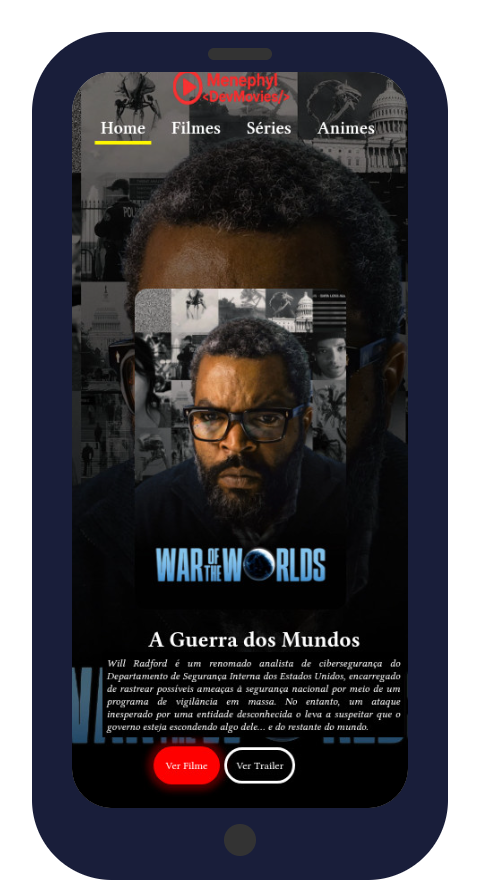 Menephyl
<DevMovies/>
Home Filmes Séries Animes
WAR OF THE WORLDS
A Guerra dos Mundos
Will Radford é um renomado analista de cibersegurança do
Departamento de Segurança Interna dos Estados Unidos, encarregado
de rastrear possíveis ameaças à segurança nacional por meio de um
programa de vigilância em massa. No entanto, um ataque
inesperado por uma entidade desconhecida o leva a suspeitar que o
governo esteja escondendo algo dele... e do restante do mundo.
Ver Filme Ver Trailer